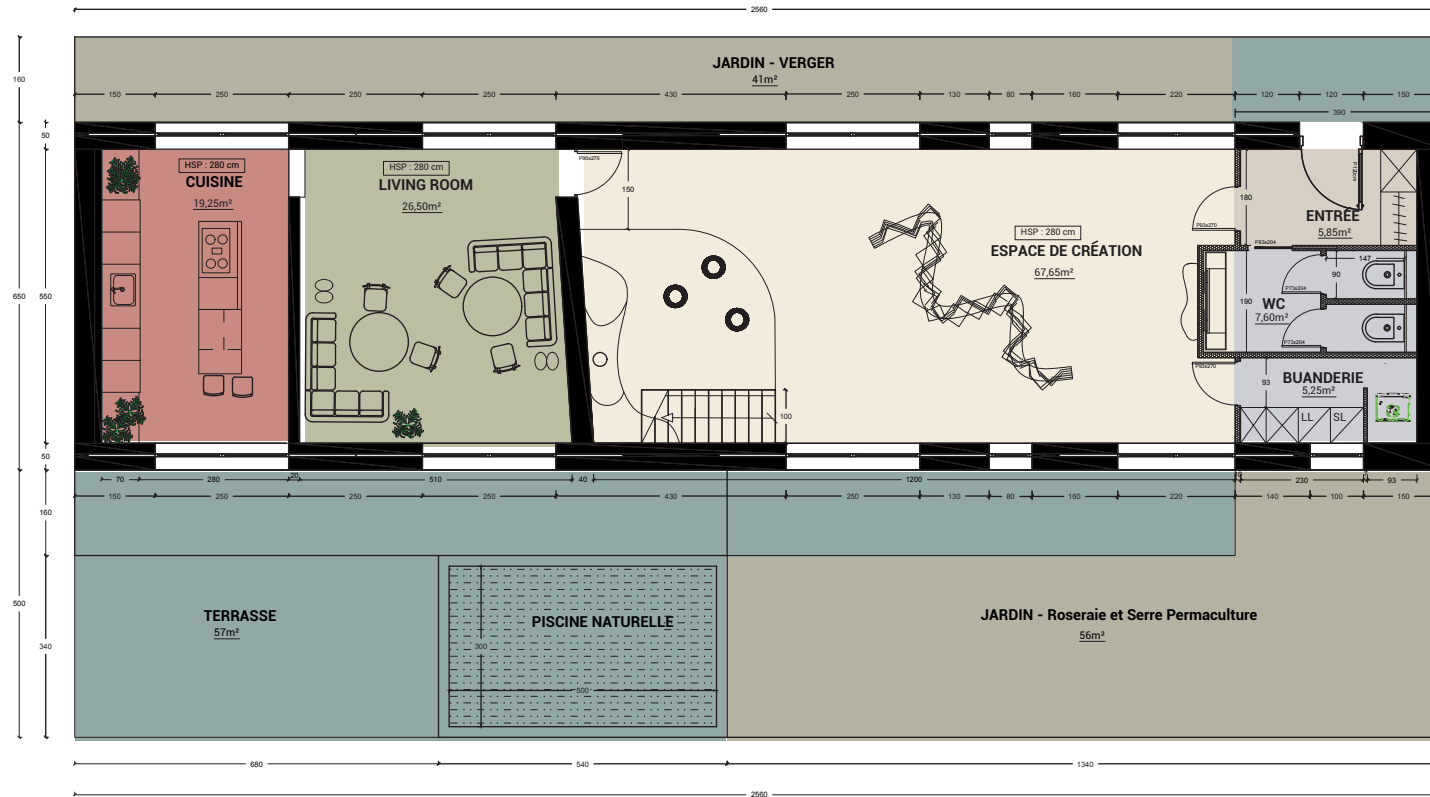 2560
JARDIN - VERGER
41m²
160
150 250 250 250 430 250 130 80 160 220 120 120 150
390
50
HSP : 280 cm
CUISINE
19,25m²
HSP : 280 cm
LIVING ROOM
26,50m²
P90x270
150
HSP : 280 cm
ESPACE DE CRÉATION
67,65m²
180
P93x270
ENTRÉE
5,85m²
P83x204
147
90
P73x204
190
WC
7,60m²
P73x204
650
550
P90x270
BUANDERIE
5,25m²
93
LL
SL
100
50
70 280 20 510 40 1200 10 230 93
150 250 250 250 430 250 130 80 160 220 140 100 150
160
500
340
TERRASSE
57m²
PISCINE NATURELLE
300
500
JARDIN - Roseraie et Serre Permaculture
56m²
680 540 1340
2560